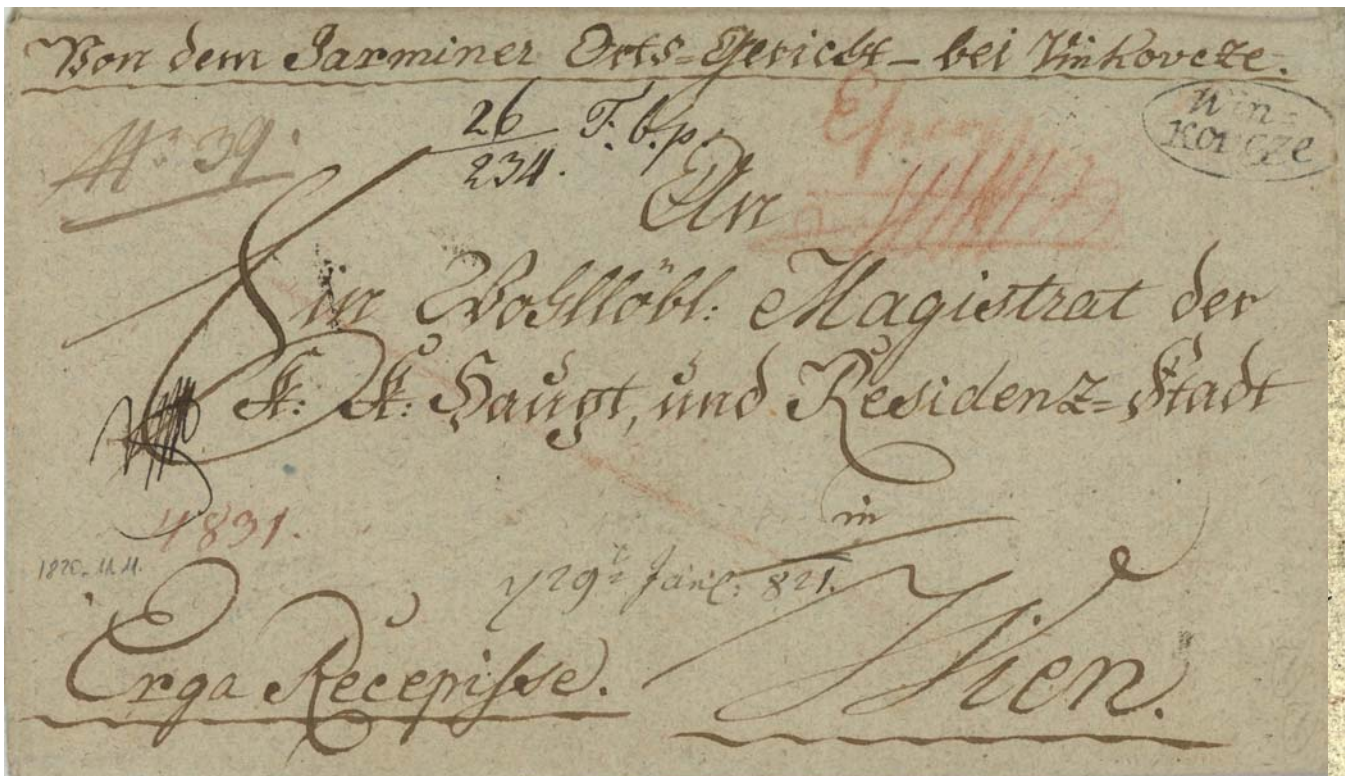 Von dem Jarminer Orts=Gericht – bei Vinkovcze.
Win=
kovcze
No 39.
26 F. b. p.
234.
An
Ein Wohllöbl: Magistrat der
K: K: Haupt, und Residenz=Stadt
in
4831.
1820. 11.11.
29t Jan: 821.
Erga Recepisse.
Wien.